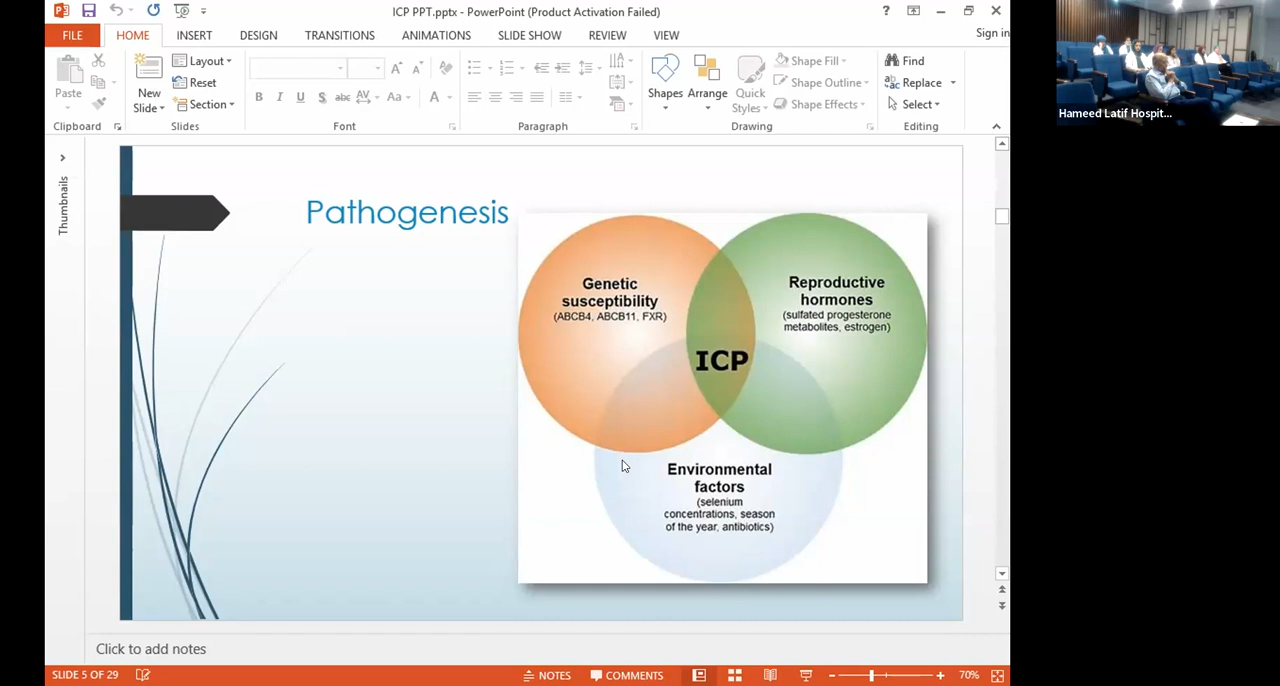 ICP PPT.pptx - PowerPoint (Product Activation Failed)
?
FILE
HOME
INSERT
DESIGN
TRANSITIONS
ANIMATIONS
SLIDE SHOW
REVIEW
VIEW
Sign in
Paste
New
Slide
Layout
Reset
Section
B I U S abc AV Aa A
Shapes
Arrange
Quick
Styles
Shape Fill
Shape Outline
Shape Effects
Find
Replace
Select
Clipboard
Slides
Font
Paragraph
Drawing
Editing
Hameed Latif Hospit...
Thumbnails
Pathogenesis
Genetic
susceptibility
(ABCB4, ABCB11, FXR)
Reproductive
hormones
(sulfated progesterone
metabolites, estrogen)
ICP
Environmental
factors
(selenium
concentrations, season
of the year, antibiotics)
Click to add notes
SLIDE 5 OF 29
NOTES
COMMENTS
70%